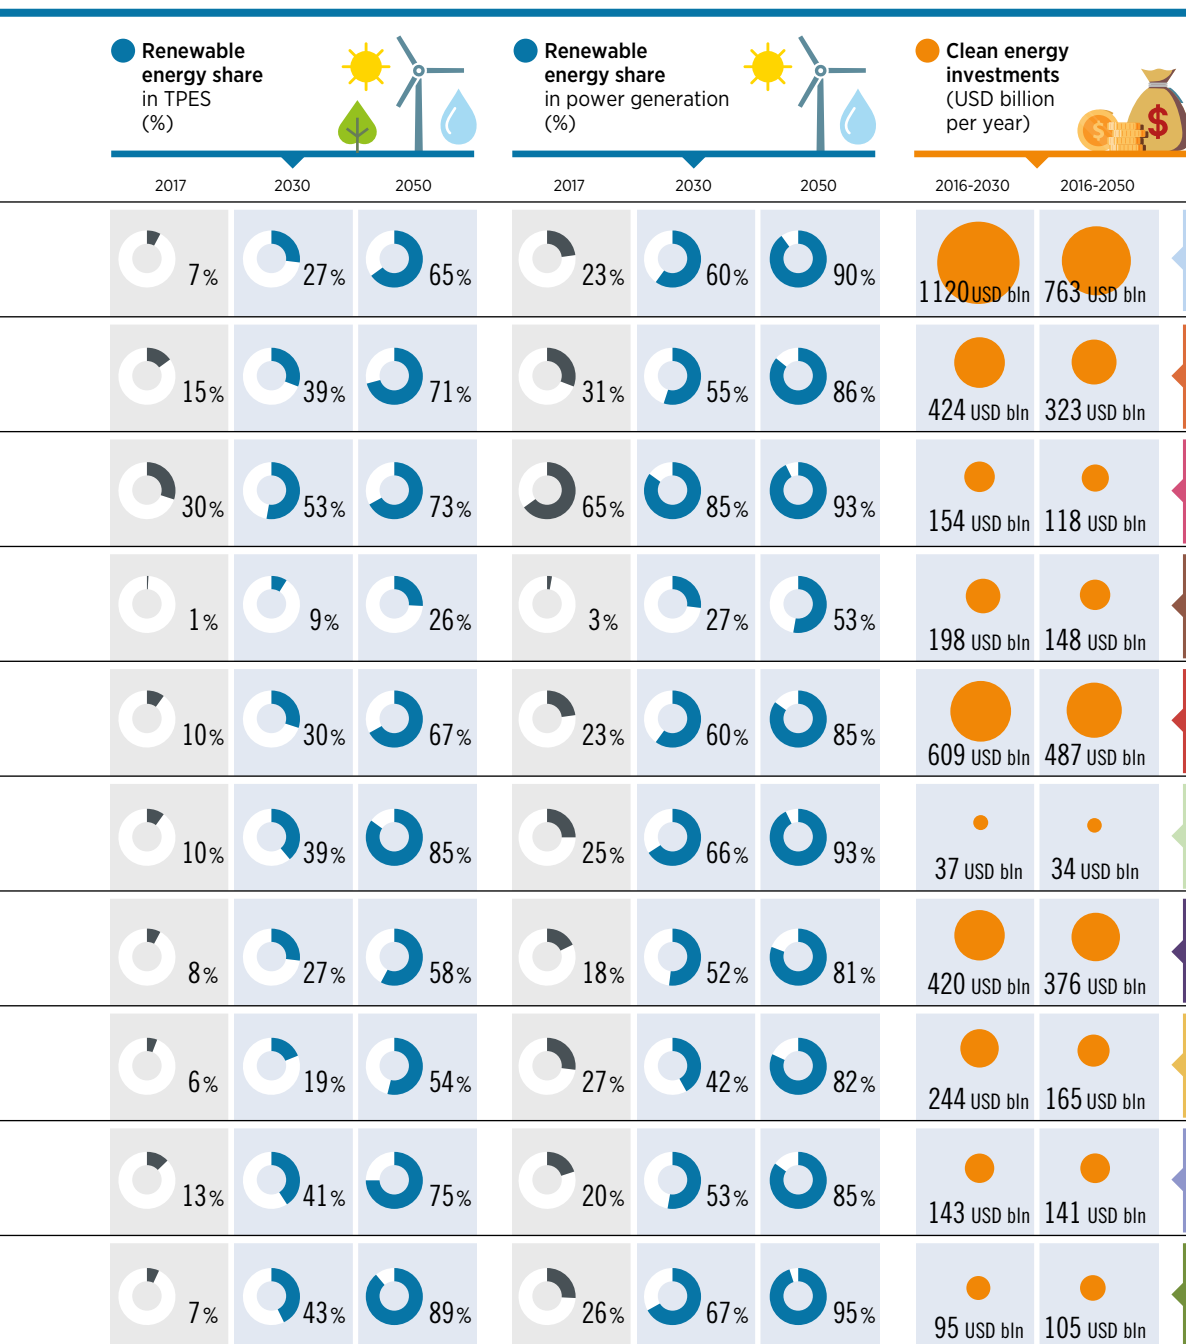 Renewable
energy share
in TPES
(%)
Renewable
energy share
in power generation
(%)
Clean energy
investments
(USD billion
per year)
$ $
2017 2030 2050 2017 2030 2050 2016-2030 2016-2050
7% 27% 65% 23% 60% 90% 1120 USD bln 763 USD bln
15% 39% 71% 31% 55% 86% 424 USD bln 323 USD bln
30% 53% 73% 65% 85% 93% 154 USD bln 118 USD bln
1% 9% 26% 3% 27% 53% 198 USD bln 148 USD bln
10% 30% 67% 23% 60% 85% 609 USD bln 487 USD bln
10% 39% 85% 25% 66% 93% 37 USD bln 34 USD bln
8% 27% 58% 18% 52% 81% 420 USD bln 376 USD bln
6% 19% 54% 27% 42% 82% 244 USD bln 165 USD bln
13% 41% 75% 20% 53% 85% 143 USD bln 141 USD bln
7% 43% 89% 26% 67% 95% 95 USD bln 105 USD bln